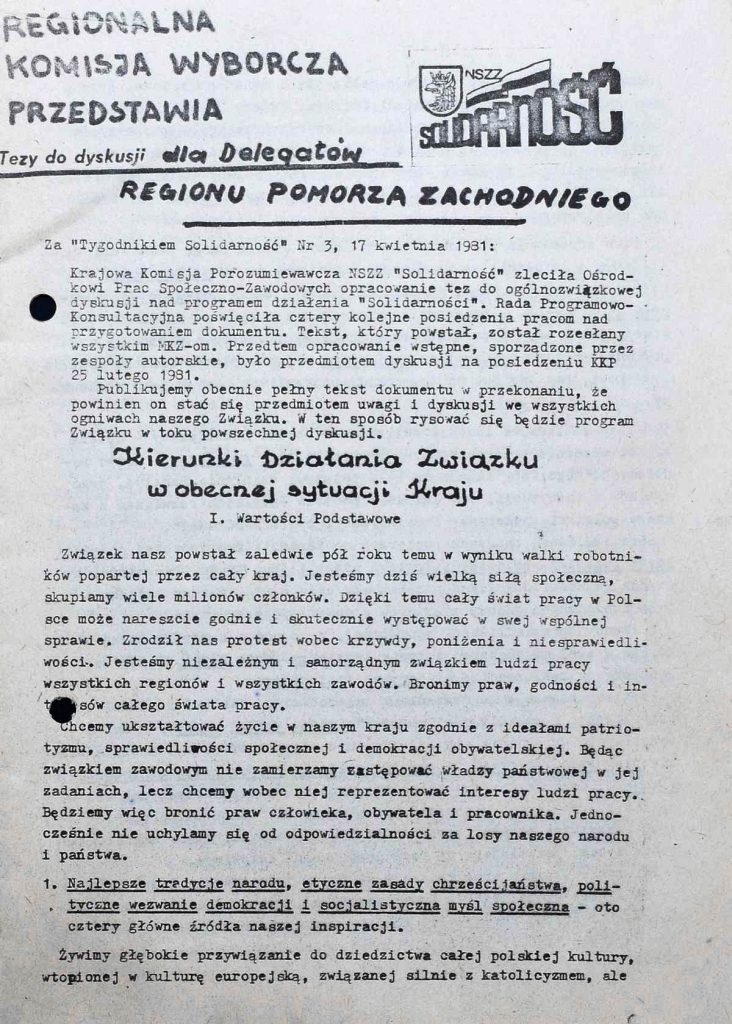 REGIONALNA
KOMISJA WYBORCZA
PRZEDSTAWIA
Tezy do dyskusji dla Delegatów
NSZZ
SOLIDARNOŚĆ
REGIONU POMORZA ZACHODNIEGO
Za "Tygodnikiem Solidarność" Nr 3, 17 kwietnia 1981:
Krajowa Komisja Porozumiewawcza NSZZ "Solidarność" zleciła Ośrod-
kowi Prac Społeczno-Zawodowych opracowanie tez do ogólnozwiązkowej
dyskusji nad programem działania "Solidarności". Rada Programowo-
Konsultacyjna poświęciła cztery kolejne posiedzenia pracom nad
przygotowaniem dokumentu. Tekst, który powstał, został rozesłany
wszystkim MKZ-om. Przedtem opracowanie wstępne, sporządzone przez
zespoły autorskie, było przedmiotem dyskusji na posiedzeniu KKP
25 lutego 1981.
Publikujemy obecnie pełny tekst dokumentu w przekonaniu, że
powinien on stać się przedmiotem uwagi i dyskusji we wszystkich
ogniwach naszego Związku. W ten sposób rysować się będzie program
Związku w toku powszechnej dyskusji.
Kierunki Działania Związku
w obecnej sytuacji Kraju
I. Wartości Podstawowe
Związek nasz powstał zaledwie pół roku temu w wyniku walki robotni-
ków popartej przez cały kraj. Jesteśmy dziś wielką siłą społeczną,
skupiamy wiele milionów członków. Dzięki temu cały świat pracy w Pol-
sce może nareszcie godnie i skutecznie występować w swej wspólnej
sprawie. Zrodził nas protest wobec krzywdy, poniżenia i niesprawiedli-
wości. Jesteśmy niezależnym i samorządnym związkiem ludzi pracy
wszystkich regionów i wszystkich zawodów. Bronimy praw, godności i in-
t sów całego świata pracy.
Chcemy ukształtować życie w naszym kraju zgodnie z ideałami patrio-
tyzmu, sprawiedliwości społecznej i demokracji obywatelskiej. Będąc
związkiem zawodowym nie zamierzamy zastępować władzy państwowej w jej
zadaniach, lecz chcemy wobec niej reprezentować interesy ludzi pracy.
Będziemy więc bronić praw człowieka, obywatela i pracownika. Jedno-
cześnie nie uchylamy się od odpowiedzialności za losy naszego narodu
i państwa.
1. Najlepsze tradycje narodu, etyczne zasady chrześcijaństwa, poli-
tyczne wezwanie demokracji i socjalistyczna myśl społeczna - oto
cztery główne źródła naszej inspiracji.
Żywimy głębokie przywiązanie do dziedzictwa całej polskiej kultury,
wtopionej w kulturę europejską, związanej silnie z katolicyzmem, ale